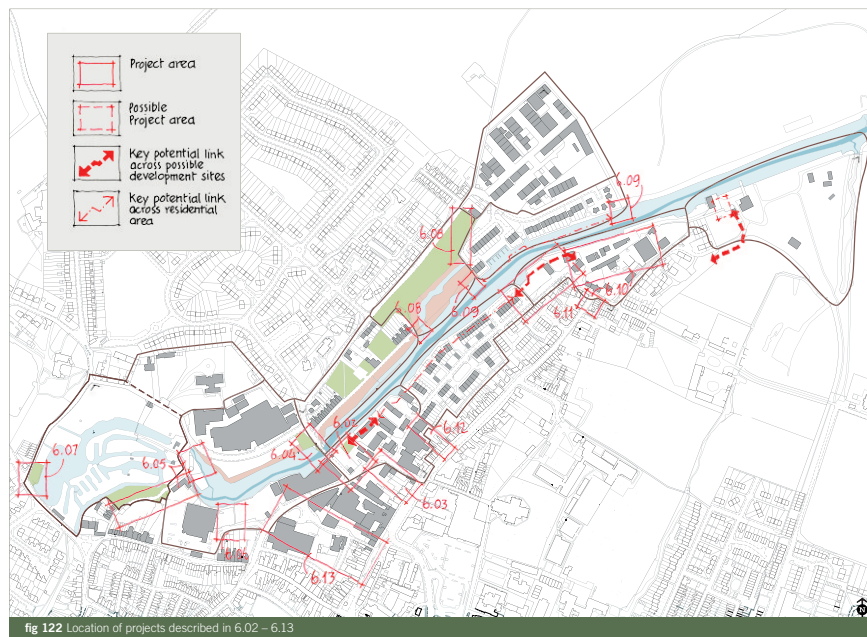 Project area
Possible
Project area
Key potential link
across possible
development sites
Key potential link
across residential
area
6.09
6.08
6.08
6.09
6.10
6.11
6.02
6.12
6.04
6.05
6.07
6.03
6.13
N
fig 122 Location of projects described in 6.02 – 6.13